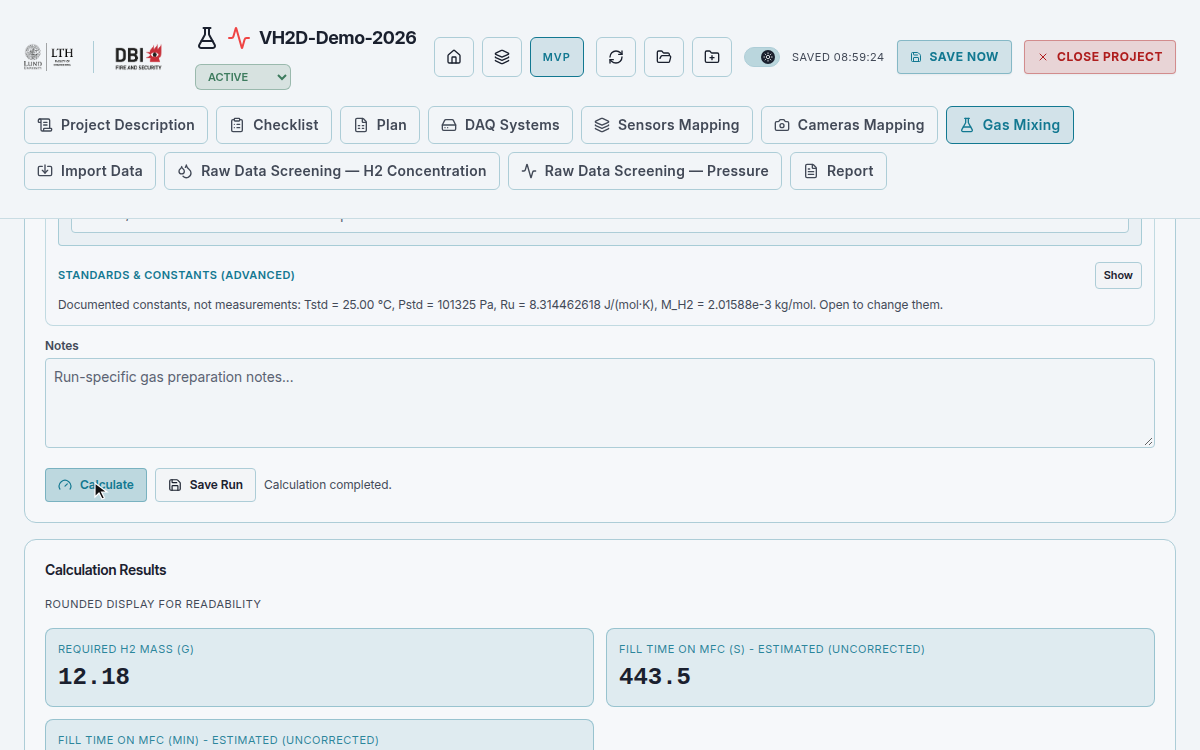 LUND
UNIVERSITY
LTH
DBI
FIRE AND SECURITY
VH2D-Demo-2026
ACTIVE
MVP
SAVED 08:59:24
SAVE NOW
CLOSE PROJECT
Project Description
Checklist
Plan
DAQ Systems
Sensors Mapping
Cameras Mapping
Gas Mixing
Import Data
Raw Data Screening — H2 Concentration
Raw Data Screening — Pressure
Report
STANDARDS & CONSTANTS (ADVANCED)
Show
Documented constants, not measurements: Tstd = 25.00 °C, Pstd = 101325 Pa, Ru = 8.314462618 J/(mol·K), M_H2 = 2.01588e-3 kg/mol. Open to change them.
Notes
Run-specific gas preparation notes...
Calculate
Save Run
Calculation completed.
Calculation Results
ROUNDED DISPLAY FOR READABILITY
REQUIRED H2 MASS (G)
12.18
FILL TIME ON MFC (S) - ESTIMATED (UNCORRECTED)
443.5
FILL TIME ON MFC (MIN) - ESTIMATED (UNCORRECTED)